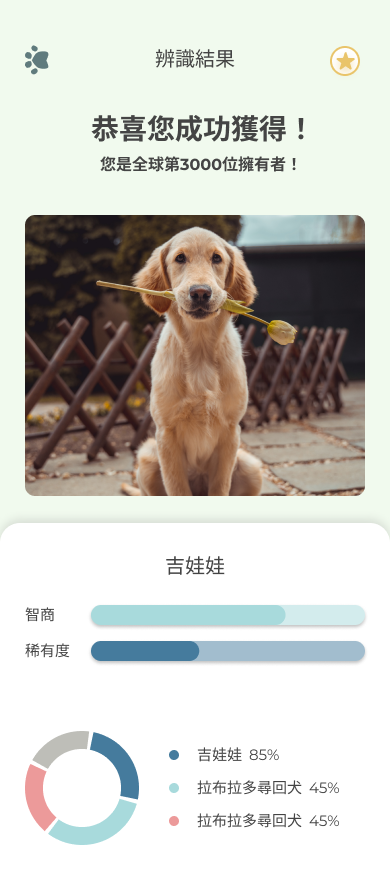 辨識結果
恭喜您成功獲得！
您是全球第3000位擁有者！
吉娃娃
智商
稀有度
吉娃娃 85%
拉布拉多尋回犬 45%
拉布拉多尋回犬 45%